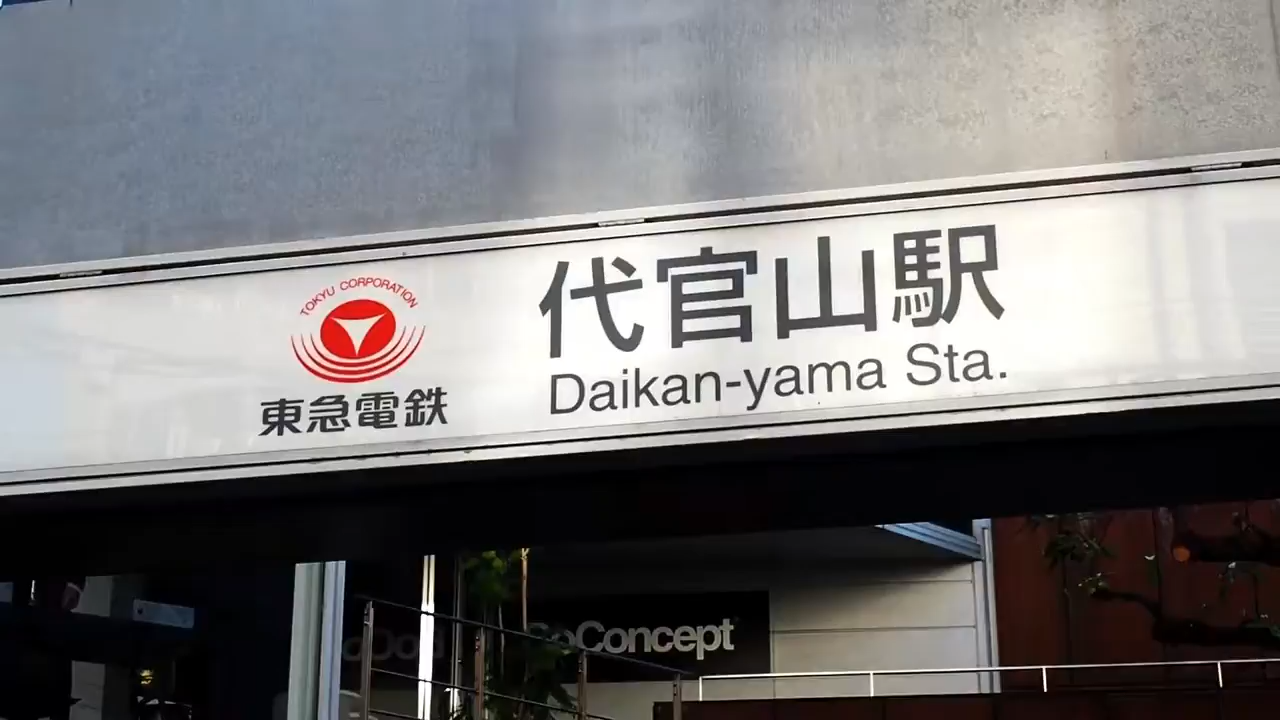 TOKYU CORPORATION
東急電鉄
代官山駅
Daikan-yama Sta.
BoConcept